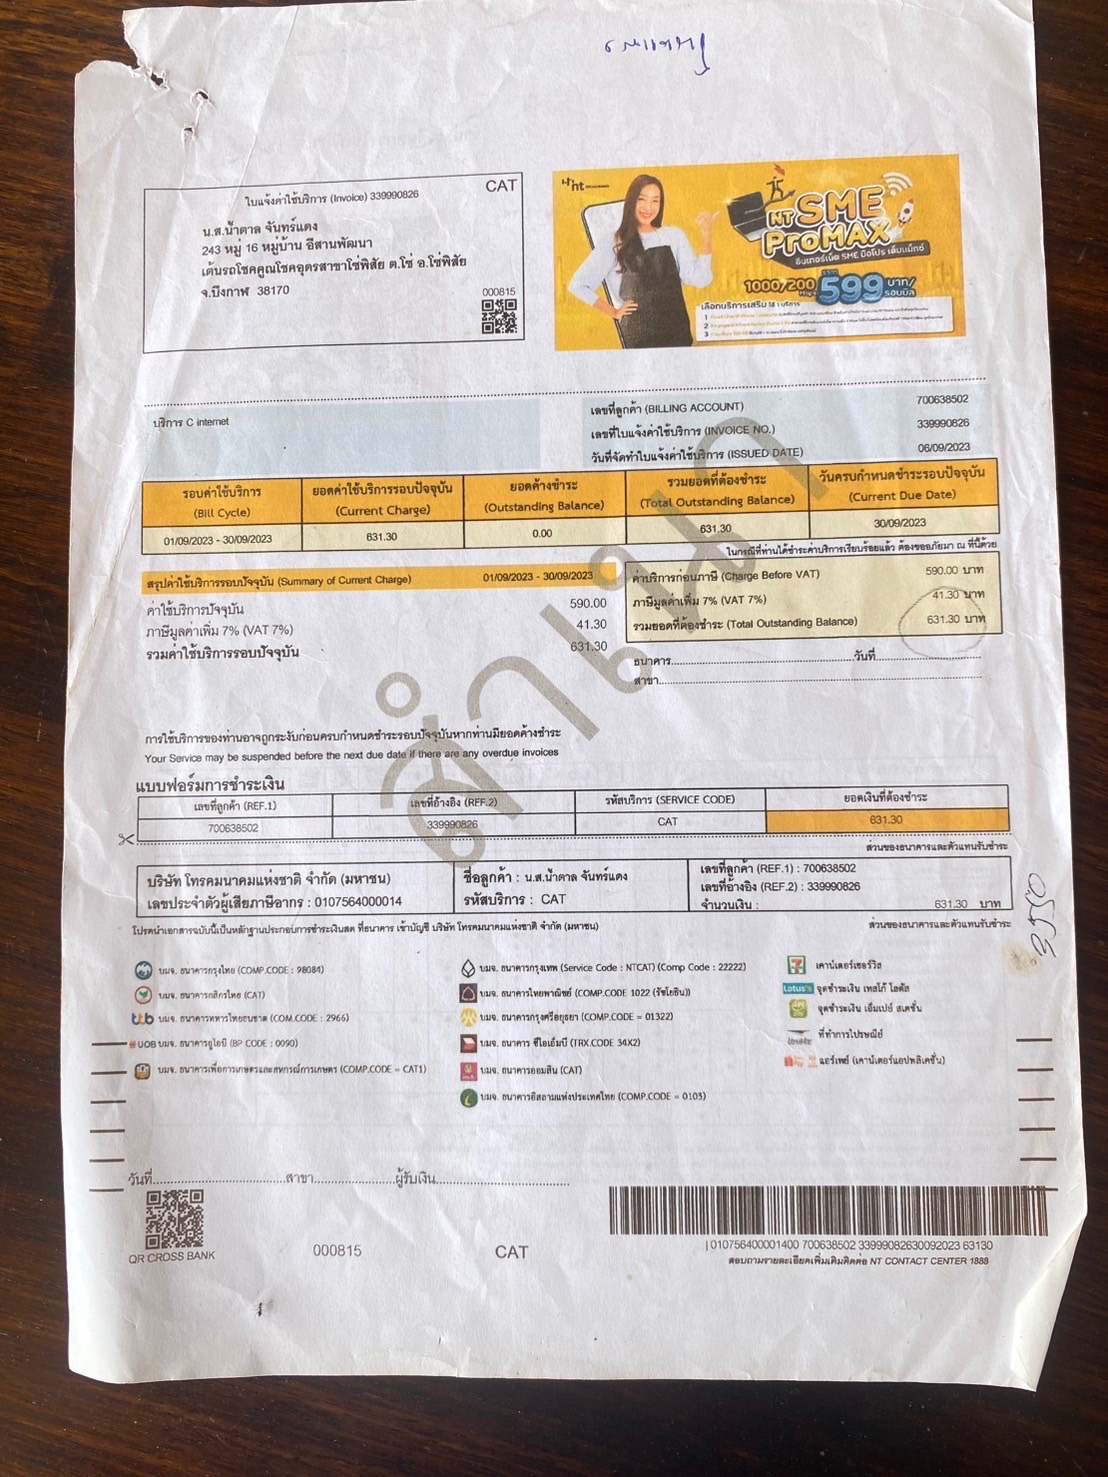 CAT
ใบแจ้งค่าใช้บริการ (Invoice) 339990826
น.ส.น้ำตาล จันทร์แดง
243 หมู่ 16 หมู่บ้าน อีสานพัฒนา
เต้นรถโชคคูณโชคอุดรสาขาโซ่พิสัย ต.โซ่ อ.โซ่พิสัย
จ.บึงกาฬ 38170
000815
nt BROADBAND
NT SME
ProMAX
อินเทอร์เน็ต SME มือโปร เต็มแม็กซ์
1000/200 Mbps 599 บาท/รอบบิล
เลือกบริการเสริม ได้ 1 บริการ
บริการ C internet
เลขที่ลูกค้า (BILLING ACCOUNT) 700638502
เลขที่ใบแจ้งค่าใช้บริการ (INVOICE NO.) 339990826
วันที่จัดทำใบแจ้งค่าใช้บริการ (ISSUED DATE) 06/09/2023
รอบค่าใช้บริการ ยอดค่าใช้บริการรอบปัจจุบัน ยอดค้างชำระ รวมยอดที่ต้องชำระ วันครบกำหนดชำระรอบปัจจุบัน
(Bill Cycle) (Current Charge) (Outstanding Balance) (Total Outstanding Balance) (Current Due Date)
01/09/2023 - 30/09/2023 631.30 0.00 631.30 30/09/2023
ในกรณีที่ท่านได้ชำระค่าบริการเรียบร้อยแล้ว ต้องขออภัยมา ณ ที่นี้ด้วย
สรุปค่าใช้บริการรอบปัจจุบัน (Summary of Current Charge) 01/09/2023 - 30/09/2023
ค่าใช้บริการปัจจุบัน 590.00
ภาษีมูลค่าเพิ่ม 7% (VAT 7%) 41.30
รวมค่าใช้บริการรอบปัจจุบัน 631.30
ค่าบริการก่อนภาษี (Charge Before VAT) 590.00 บาท
ภาษีมูลค่าเพิ่ม 7% (VAT 7%) 41.30 บาท
รวมยอดที่ต้องชำระ (Total Outstanding Balance) 631.30 บาท
ธนาคาร วันที่
สาขา
สำเนา
การใช้บริการของท่านอาจถูกระงับก่อนครบกำหนดชำระรอบปัจจุบันหากท่านมียอดค้างชำระ
Your Service may be suspended before the next due date if there are any overdue invoices
แบบฟอร์มการชำระเงิน
เลขที่ลูกค้า (REF.1) เลขที่อ้างอิง (REF.2) รหัสบริการ (SERVICE CODE) ยอดเงินที่ต้องชำระ
700638502 339990826 CAT 631.30
ส่วนของธนาคารและตัวแทนรับชำระ
บริษัท โทรคมนาคมแห่งชาติ จำกัด (มหาชน)
เลขประจำตัวผู้เสียภาษีอากร : 0107564000014
ชื่อลูกค้า : น.ส.น้ำตาล จันทร์แดง
รหัสบริการ : CAT
เลขที่ลูกค้า (REF.1) : 700638502
เลขที่อ้างอิง (REF.2) : 339990826
จำนวนเงิน : 631.30 บาท
โปรดนำเอกสารฉบับนี้เป็นหลักฐานประกอบการชำระเงินสด ที่ธนาคาร เข้าบัญชี บริษัท โทรคมนาคมแห่งชาติ จำกัด (มหาชน)
ส่วนของธนาคารและตัวแทนรับชำระ
3550
บมจ. ธนาคารกรุงไทย (COMP.CODE : 98084)
บมจ. ธนาคารกสิกรไทย (CAT)
ttb บมจ. ธนาคารทหารไทยธนชาต (COM.CODE : 2966)
UOB บมจ. ธนาคารยูโอบี (BP CODE : 0090)
บมจ. ธนาคารเพื่อการเกษตรและสหกรณ์การเกษตร (COMP.CODE = CAT1)
บมจ. ธนาคารกรุงเทพ (Service Code : NTCAT) (Comp Code : 22222)
บมจ. ธนาคารไทยพาณิชย์ (COMP.CODE 1022 (รัชโยธิน))
บมจ. ธนาคารกรุงศรีอยุธยา (COMP.CODE = 01322)
บมจ. ธนาคาร ซีไอเอ็มบี (TRX.CODE 34X2)
บมจ. ธนาคารออมสิน (CAT)
บมจ. ธนาคารอิสลามแห่งประเทศไทย (COMP.CODE = 0103)
เคาน์เตอร์เซอร์วิส
Lotus's จุดชำระเงิน เทสโก้ โลตัส
จุดชำระเงิน เอ็มเปย์ สเตชั่น
ที่ทำการไปรษณีย์
แอร์เพย์ (เคาน์เตอร์แอปพลิเคชั่น)
วันที่ สาขา ผู้รับเงิน
QR CROSS BANK
000815
CAT
|010756400001400 700638502 33999082630092023 63130
สอบถามรายละเอียดเพิ่มเติมติดต่อ NT CONTACT CENTER 1888